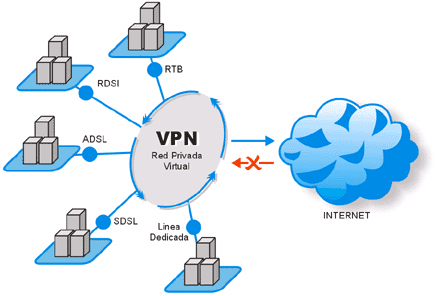 RTB
RDSI
ADSL
VPN
Red Privada
Virtual
SDSL
Linea
Dedicada
INTERNET